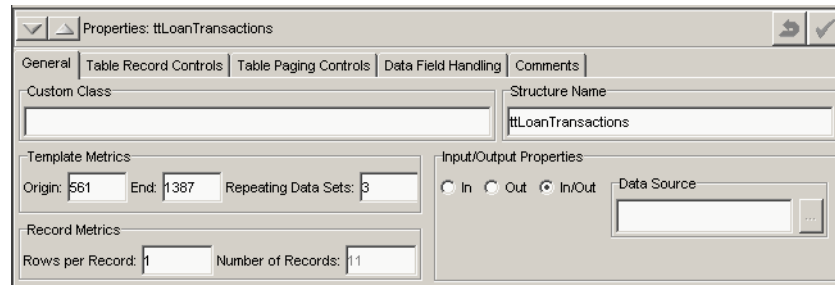 Properties: ttLoanTransactions
General Table Record Controls Table Paging Controls Data Field Handling Comments
Custom Class Structure Name
ttLoanTransactions
Template Metrics Input/Output Properties
Origin: 561 End: 1387 Repeating Data Sets: 3 In Out In/Out Data Source
...
Record Metrics
Rows per Record: 1 Number of Records: 11